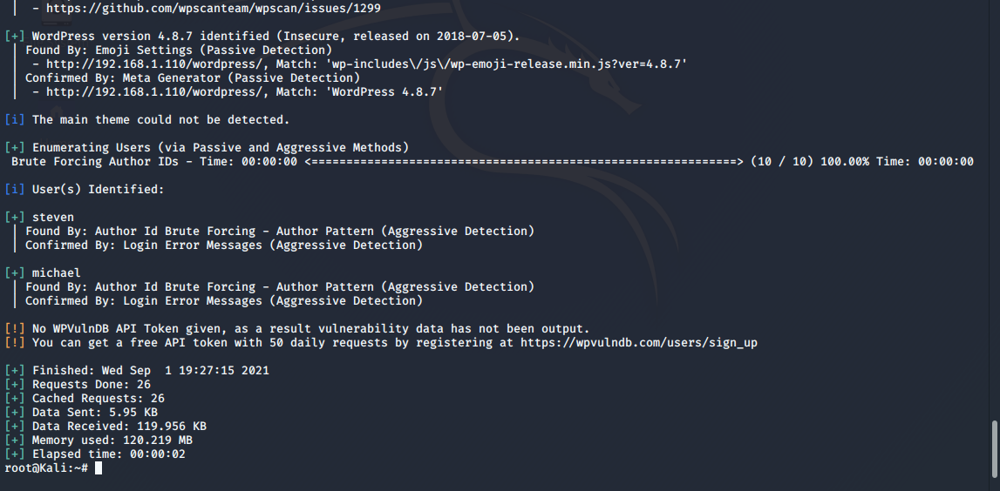 - https://github.com/wpscanteam/wpscan/issues/1299
[+] WordPress version 4.8.7 identified (Insecure, released on 2018-07-05).
| Found By: Emoji Settings (Passive Detection)
|  - http://192.168.1.110/wordpress/, Match: 'wp-includes\/js\/wp-emoji-release.min.js?ver=4.8.7'
| Confirmed By: Meta Generator (Passive Detection)
|  - http://192.168.1.110/wordpress/, Match: 'WordPress 4.8.7'
[i] The main theme could not be detected.
[+] Enumerating Users (via Passive and Aggressive Methods)
Brute Forcing Author IDs - Time: 00:00:00 <=============================================================> (10 / 10) 100.00% Time: 00:00:00
[i] User(s) Identified:
[+] steven
| Found By: Author Id Brute Forcing - Author Pattern (Aggressive Detection)
| Confirmed By: Login Error Messages (Aggressive Detection)
[+] michael
| Found By: Author Id Brute Forcing - Author Pattern (Aggressive Detection)
| Confirmed By: Login Error Messages (Aggressive Detection)
[!] No WPVulnDB API Token given, as a result vulnerability data has not been output.
[!] You can get a free API token with 50 daily requests by registering at https://wpvulndb.com/users/sign_up
[+] Finished: Wed Sep  1 19:27:15 2021
[+] Requests Done: 26
[+] Cached Requests: 26
[+] Data Sent: 5.95 KB
[+] Data Received: 119.956 KB
[+] Memory used: 120.219 MB
[+] Elapsed time: 00:00:02
root@Kali:~#